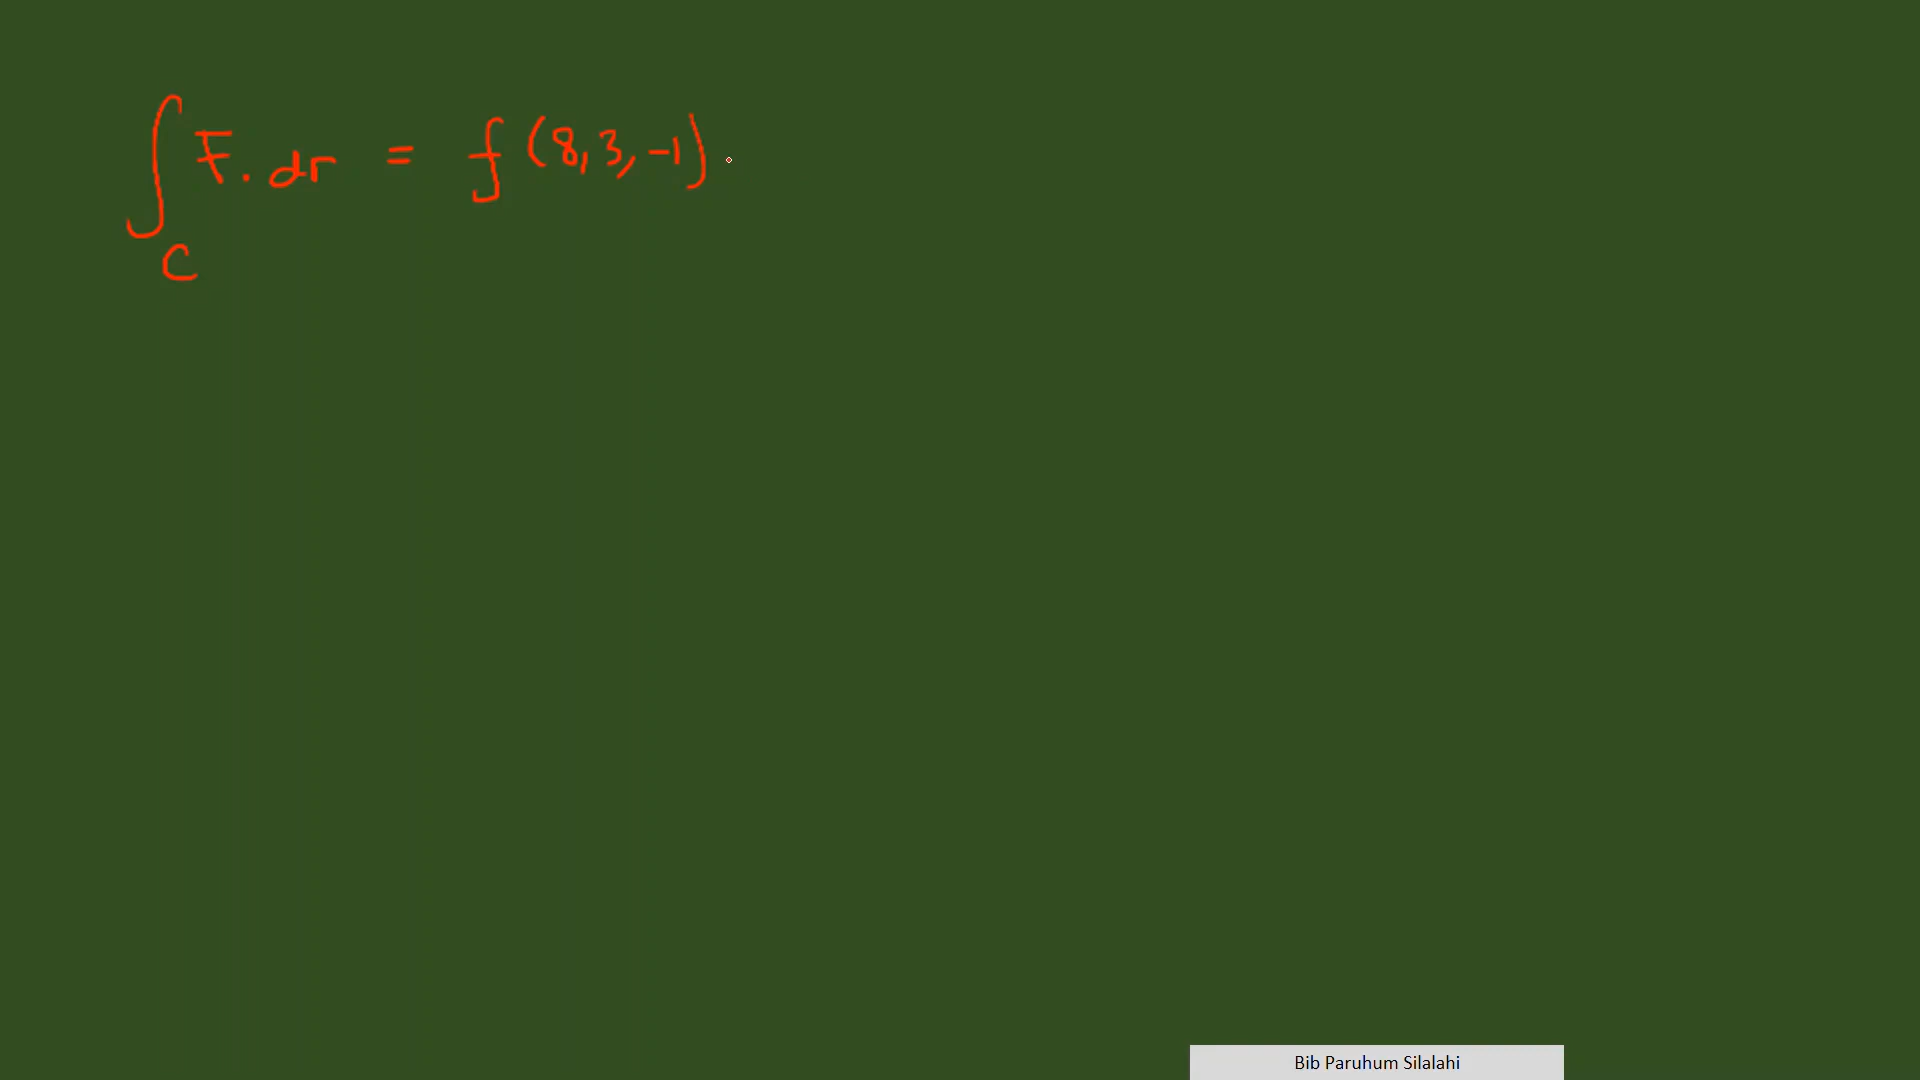 ∫_C F. dr = f (8, 3, -1)
Bib Paruhum Silalahi